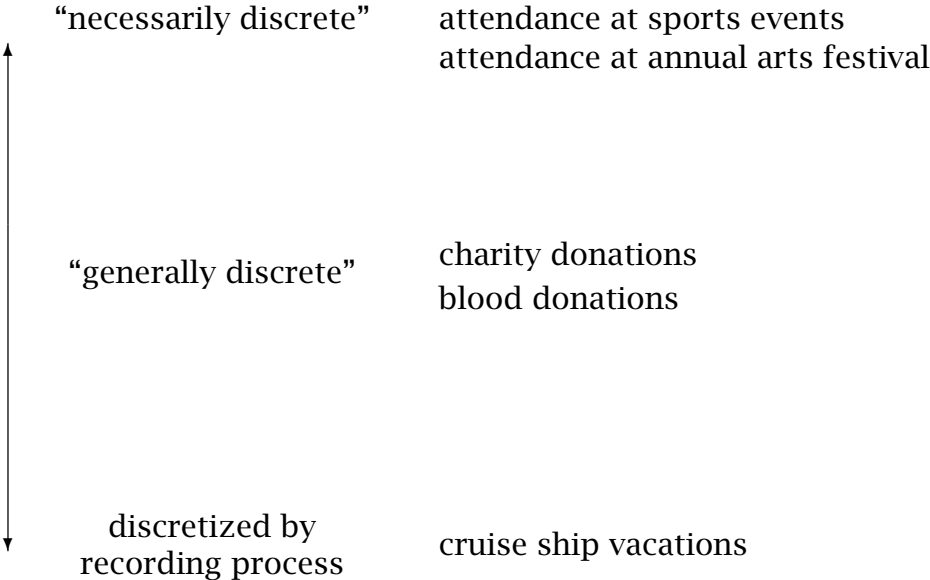 “necessarily discrete”
attendance at sports events
attendance at annual arts festival
“generally discrete”
charity donations
blood donations
discretized by
recording process
cruise ship vacations